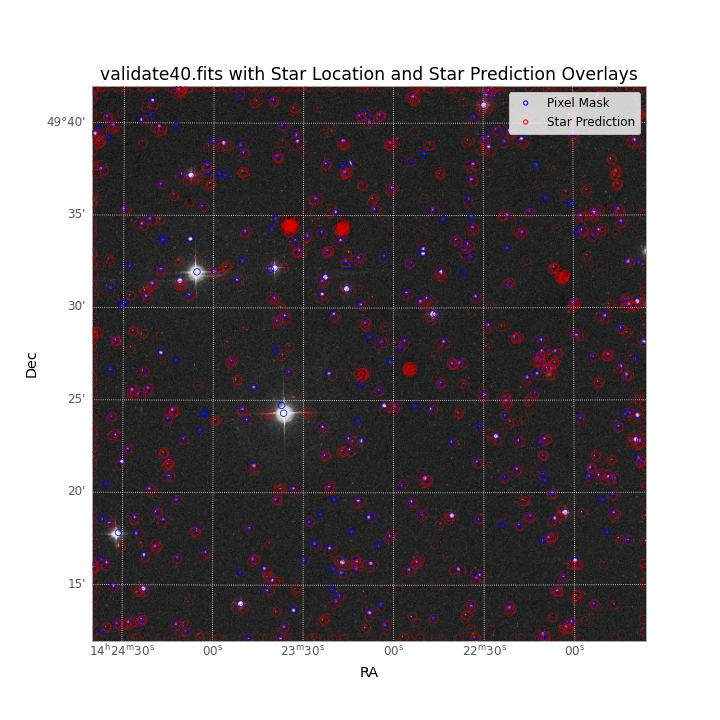 validate40.fits with Star Location and Star Prediction Overlays
Pixel Mask
Star Prediction
49°40'
35'
30'
25'
20'
15'
14h24m30s 00s 23m30s 00s 22m30s 00s
RA
Dec